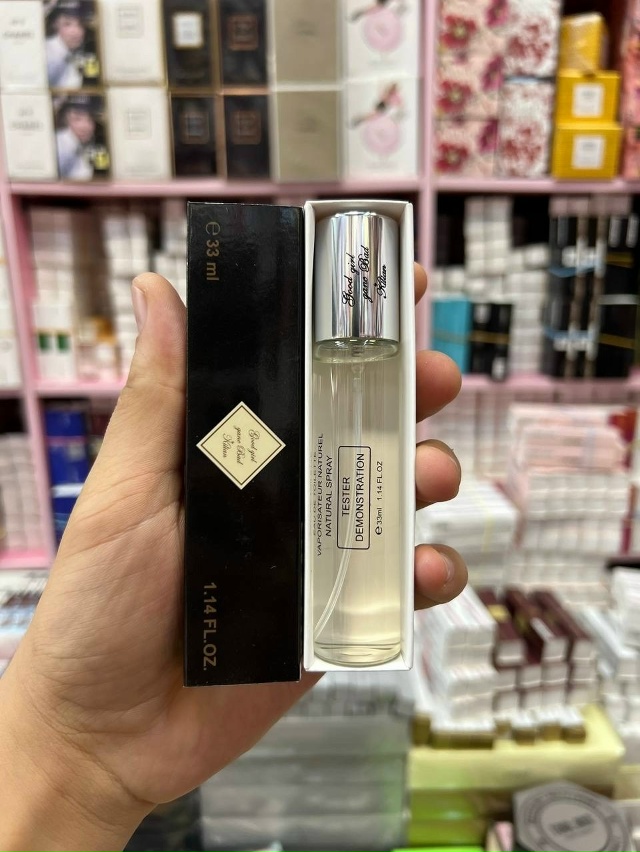 e 33 ml
Good girl
gone Bad
Kilian
1.14 FL.OZ.
Good girl
gone Bad
Kilian
VAPORISATEUR NATUREL
NATURAL SPRAY
TESTER
DEMONSTRATION
e 33ml 1.14 FL.OZ